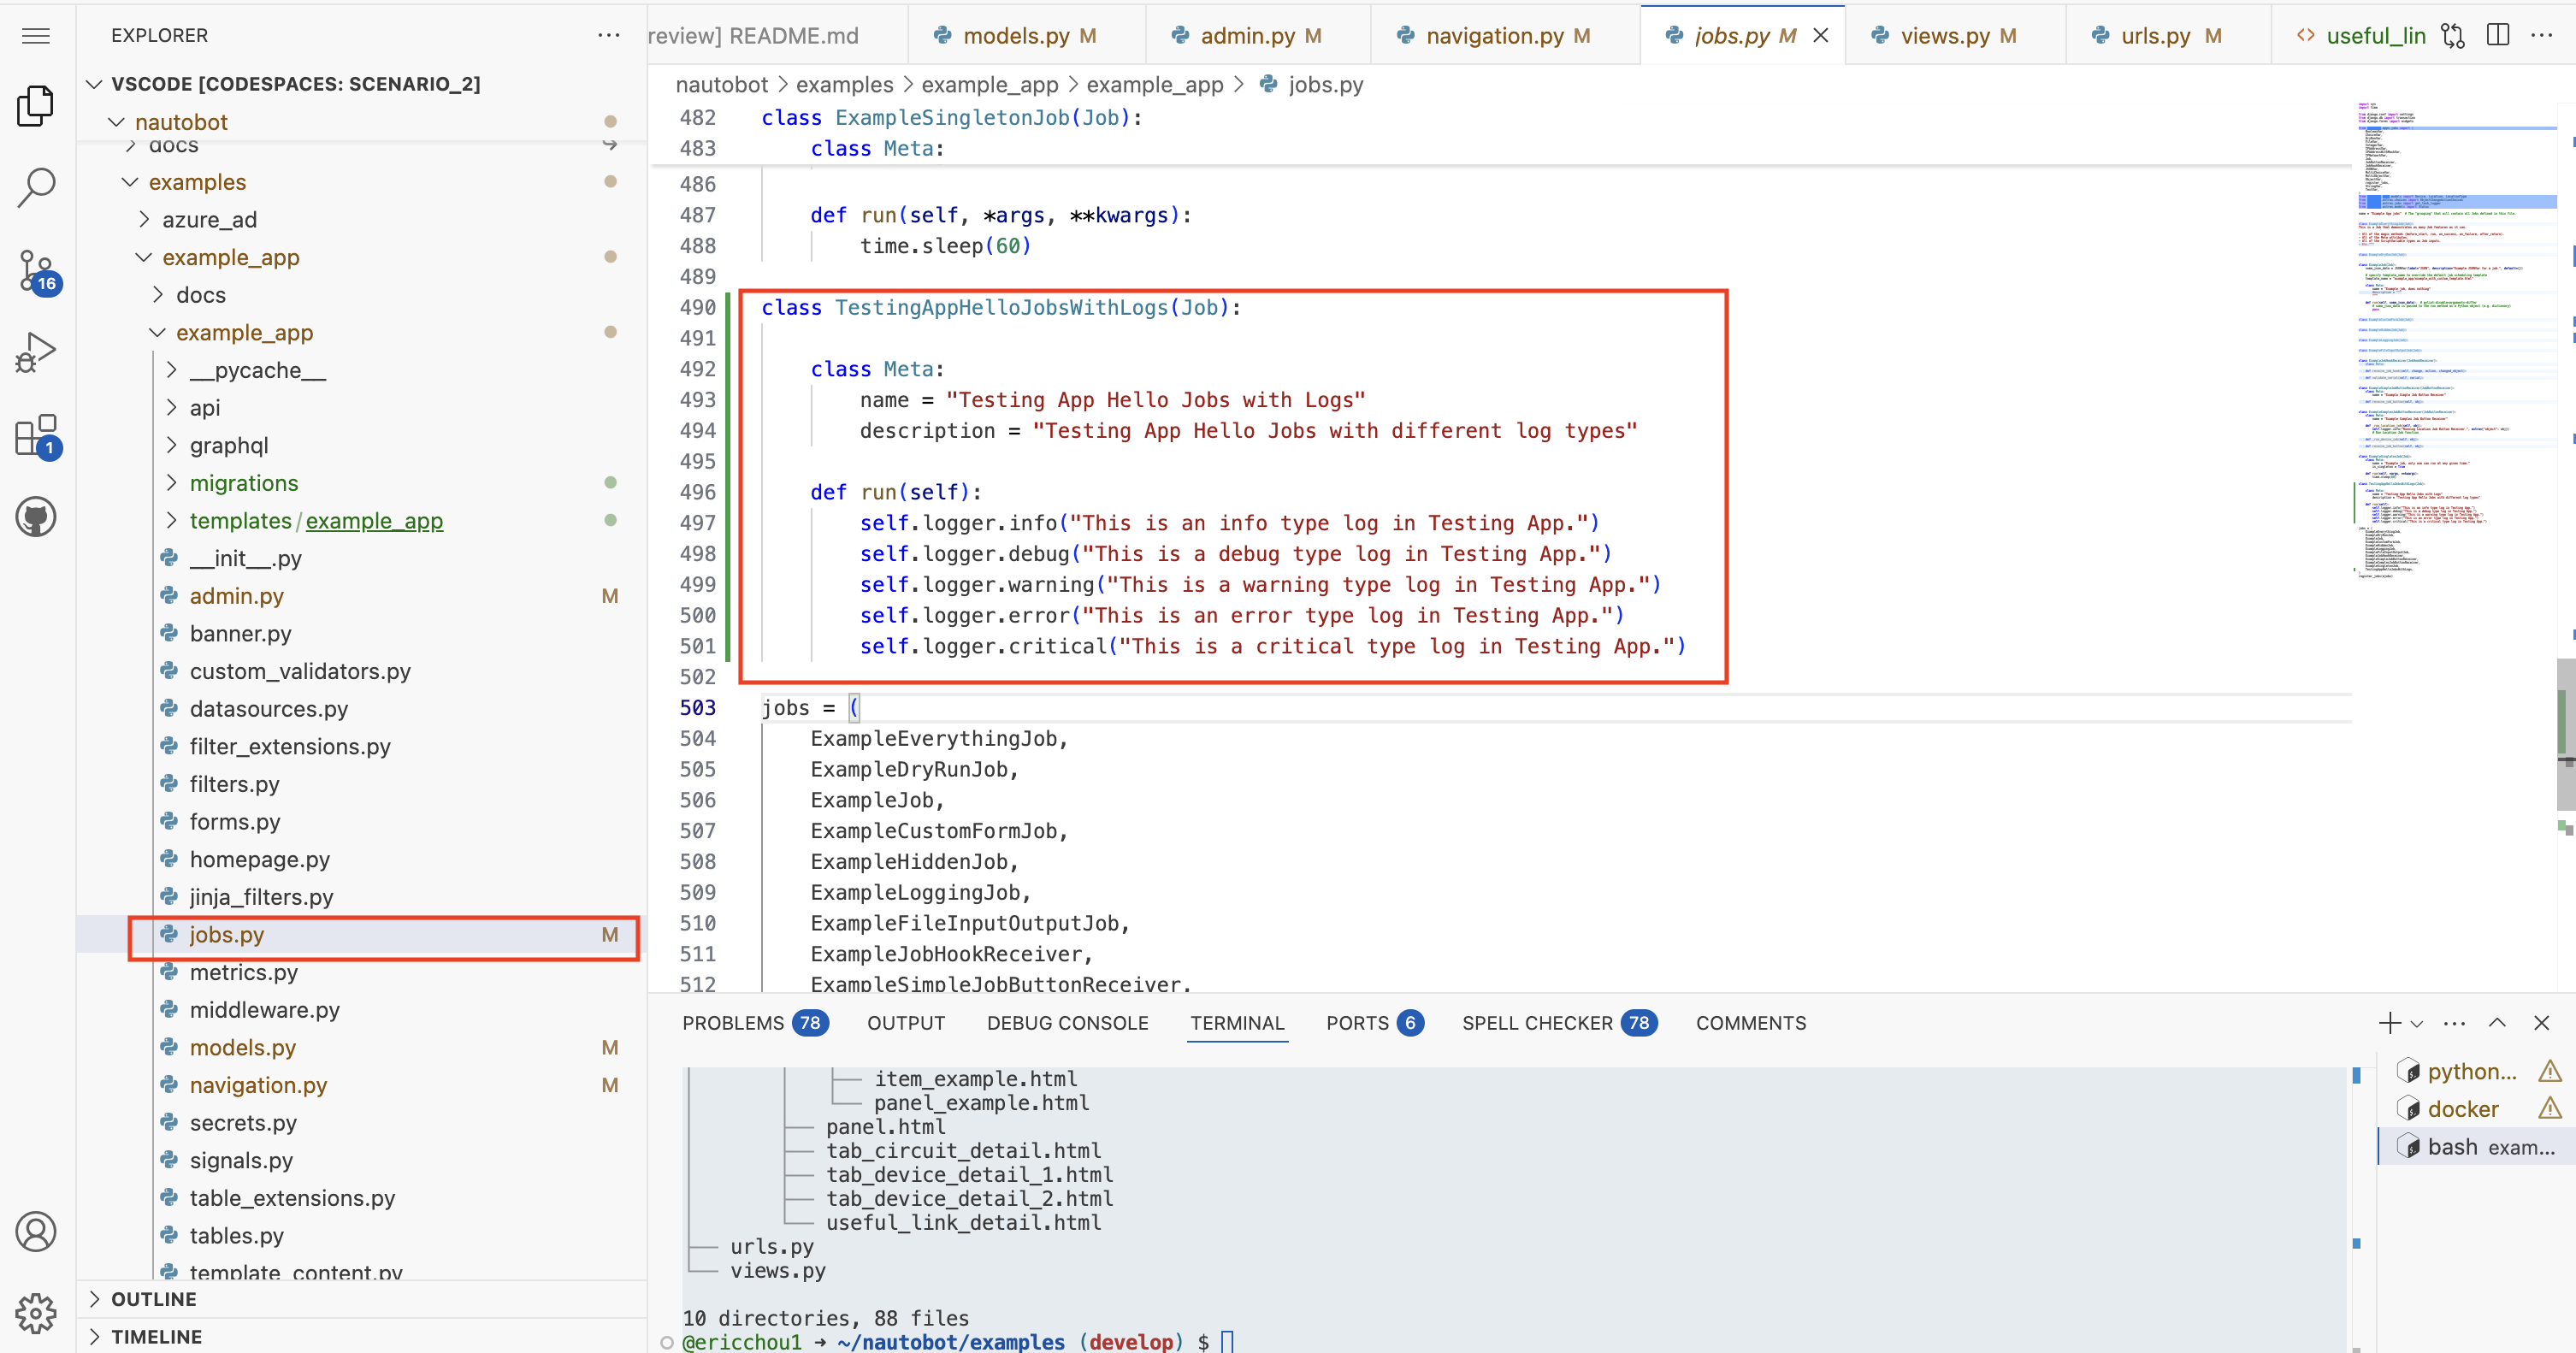 EXPLORER
VSCODE [CODESPACES: SCENARIO_2]
nautobot
docs
examples
azure_ad
example_app
docs
example_app
__pycache__
api
graphql
migrations
templates/example_app
__init__.py
admin.py M
banner.py
custom_validators.py
datasources.py
filter_extensions.py
filters.py
forms.py
homepage.py
jinja_filters.py
jobs.py M
metrics.py
middleware.py
models.py M
navigation.py M
secrets.py
signals.py
table_extensions.py
tables.py
template_content.py
OUTLINE
TIMELINE
16
1
review] README.md
models.py M
admin.py M
navigation.py M
jobs.py M
views.py M
urls.py M
useful_lin
nautobot > examples > example_app > example_app > jobs.py
482 class ExampleSingletonJob(Job):
483 class Meta:
486
487 def run(self, *args, **kwargs):
488 time.sleep(60)
489
490 class TestingAppHelloJobsWithLogs(Job):
491
492 class Meta:
493 name = "Testing App Hello Jobs with Logs"
494 description = "Testing App Hello Jobs with different log types"
495
496 def run(self):
497 self.logger.info("This is an info type log in Testing App.")
498 self.logger.debug("This is a debug type log in Testing App.")
499 self.logger.warning("This is a warning type log in Testing App.")
500 self.logger.error("This is an error type log in Testing App.")
501 self.logger.critical("This is a critical type log in Testing App.")
502
503 jobs = (
504 ExampleEverythingJob,
505 ExampleDryRunJob,
506 ExampleJob,
507 ExampleCustomFormJob,
508 ExampleHiddenJob,
509 ExampleLoggingJob,
510 ExampleFileInputOutputJob,
511 ExampleJobHookReceiver,
512 ExampleSimpleJobButtonReceiver,
PROBLEMS 78 OUTPUT DEBUG CONSOLE TERMINAL PORTS 6 SPELL CHECKER 78 COMMENTS
item_example.html
panel_example.html
panel.html
tab_circuit_detail.html
tab_device_detail_1.html
tab_device_detail_2.html
useful_link_detail.html
urls.py
views.py
10 directories, 88 files
@ericchou1 → ~/nautobot/examples (develop) $
python...
docker
bash exam...